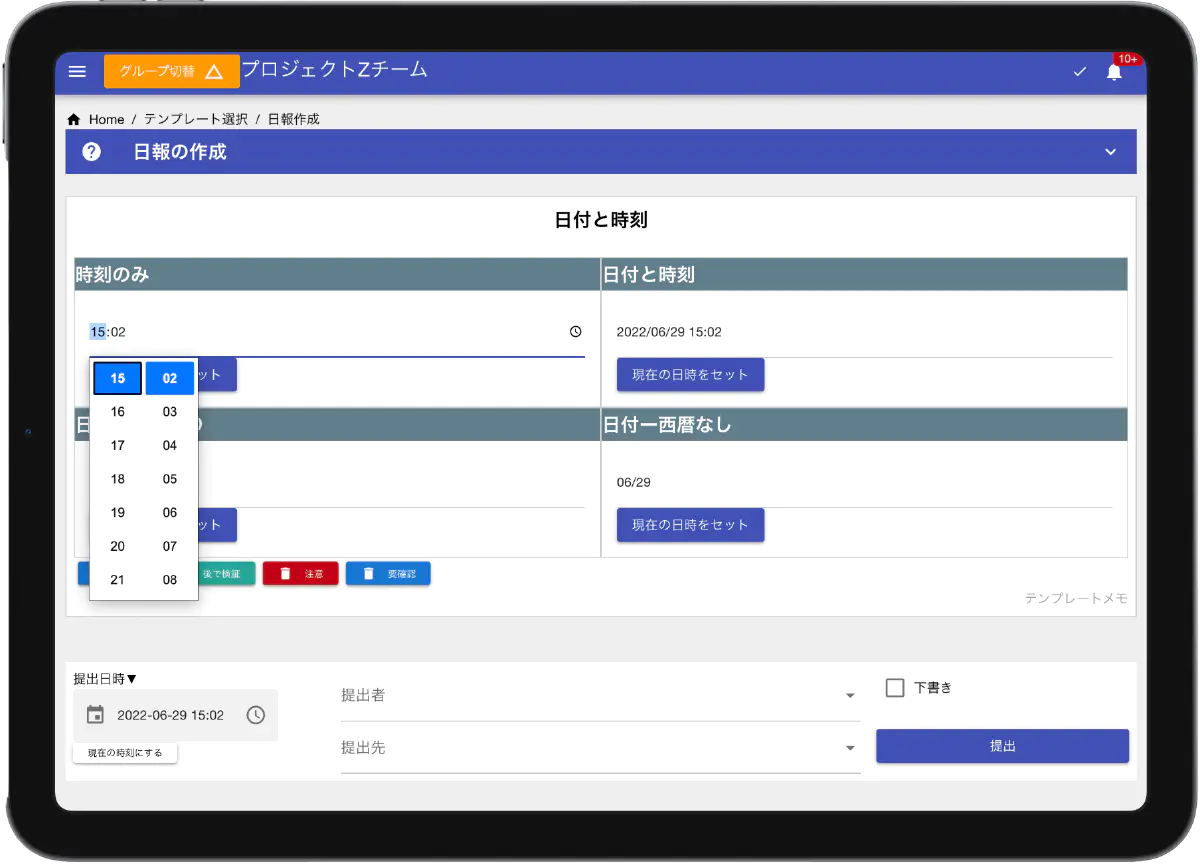 グループ切替 プロジェクトZチーム 10+
Home / テンプレート選択 / 日報作成
日報の作成
日付と時刻
時刻のみ 日付と時刻
15:02 2022/06/29 15:02
ット 現在の日時をセット
15 02
16 03
日 日付ー西暦なし
17 04
18 05
06/29
19 06
ット 現在の日時をセット
20 07
21 08
後で検証 注意 要確認
テンプレートメモ
提出日時▼
2022-06-29 15:02
現在の時刻にする
提出者
提出先
下書き
提出